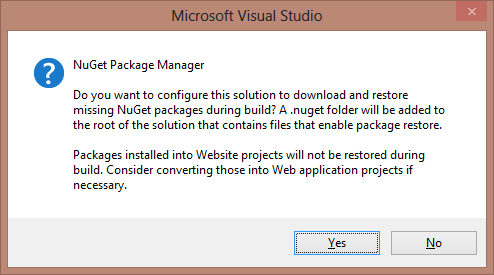 Microsoft Visual Studio
NuGet Package Manager
Do you want to configure this solution to download and restore
missing NuGet packages during build? A .nuget folder will be added to
the root of the solution that contains files that enable package restore.
Packages installed into Website projects will not be restored during
build. Consider converting those into Web application projects if
necessary.
Yes
No